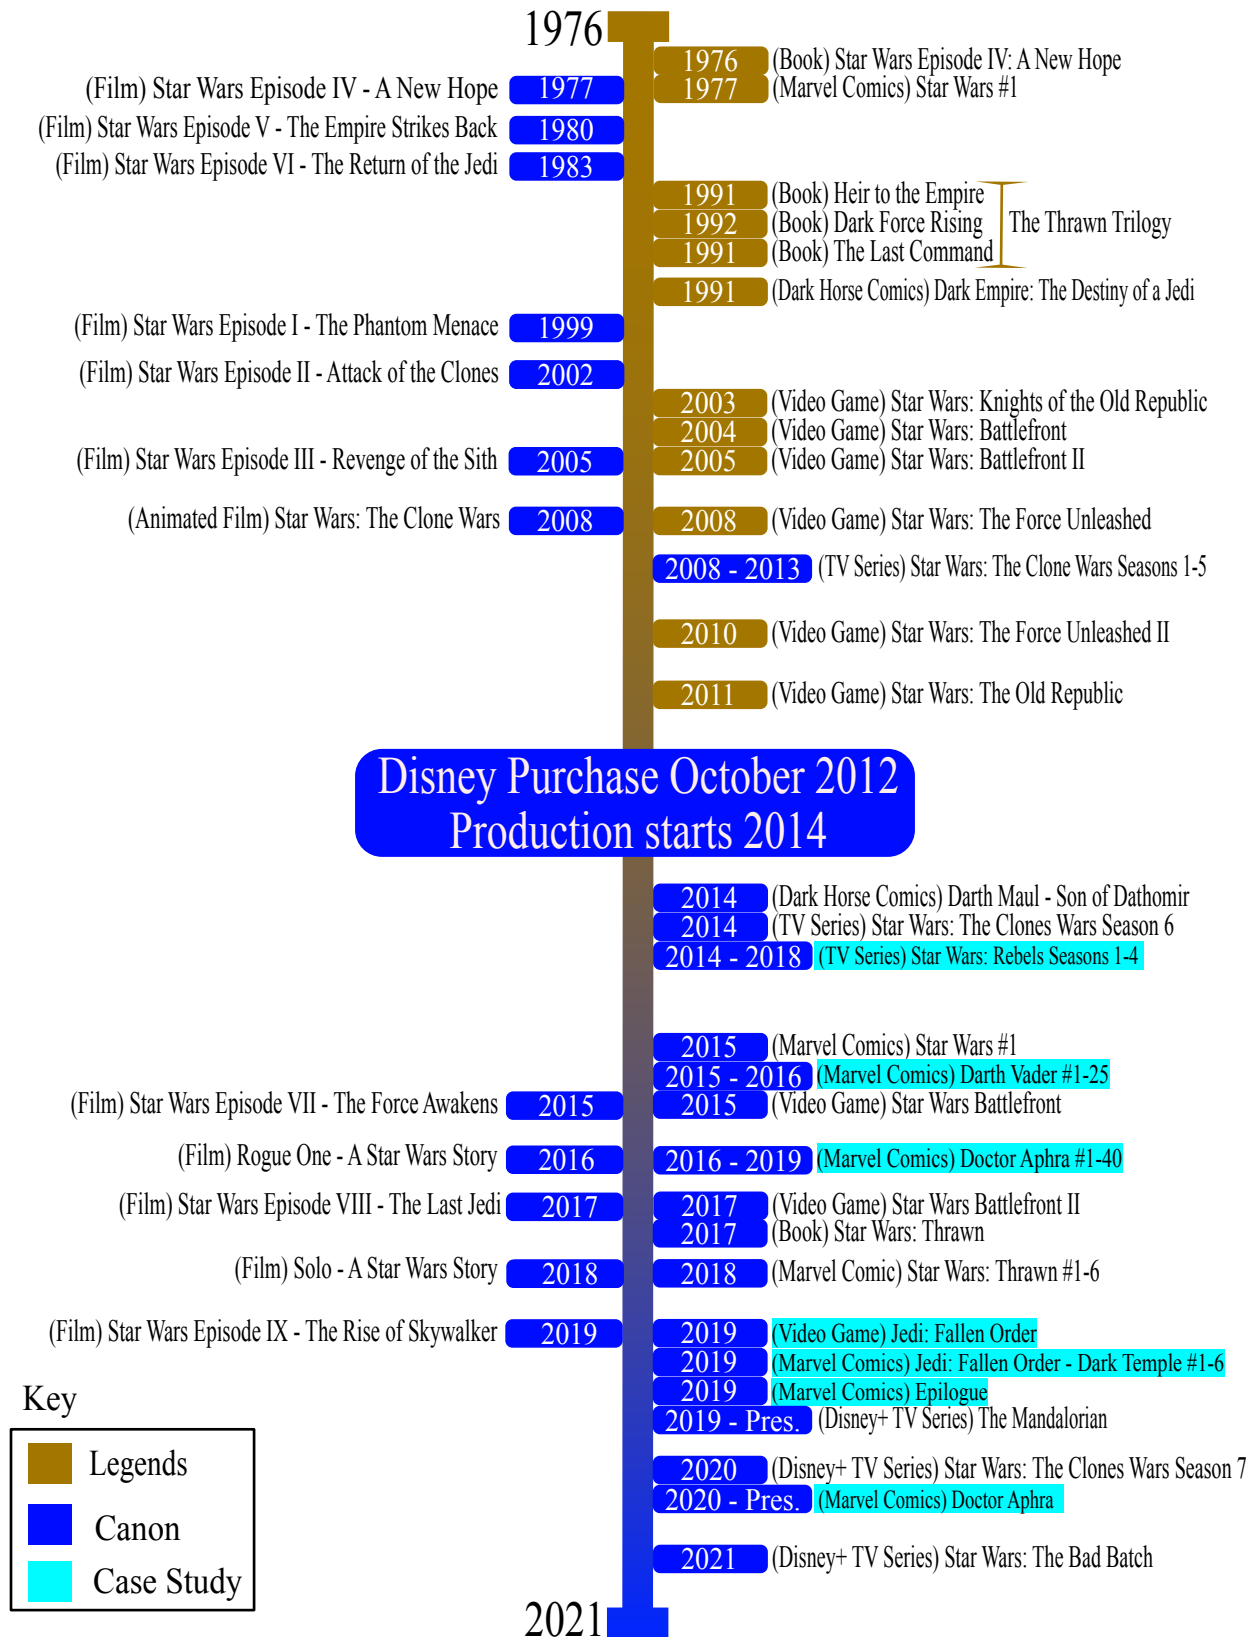 1976
1976 (Book) Star Wars Episode IV: A New Hope
(Film) Star Wars Episode IV - A New Hope 1977
1977 (Marvel Comics) Star Wars #1
(Film) Star Wars Episode V - The Empire Strikes Back 1980
(Film) Star Wars Episode VI - The Return of the Jedi 1983
1991 (Book) Heir to the Empire
1992 (Book) Dark Force Rising
The Thrawn Trilogy
1991 (Book) The Last Command
1991 (Dark Horse Comics) Dark Empire: The Destiny of a Jedi
(Film) Star Wars Episode I - The Phantom Menace 1999
(Film) Star Wars Episode II - Attack of the Clones 2002
2003 (Video Game) Star Wars: Knights of the Old Republic
2004 (Video Game) Star Wars: Battlefront
(Film) Star Wars Episode III - Revenge of the Sith 2005
2005 (Video Game) Star Wars: Battlefront II
(Animated Film) Star Wars: The Clone Wars 2008
2008 (Video Game) Star Wars: The Force Unleashed
2008 - 2013 (TV Series) Star Wars: The Clone Wars Seasons 1-5
2010 (Video Game) Star Wars: The Force Unleashed II
2011 (Video Game) Star Wars: The Old Republic
Disney Purchase October 2012
Production starts 2014
2014 (Dark Horse Comics) Darth Maul - Son of Dathomir
2014 (TV Series) Star Wars: The Clones Wars Season 6
2014 - 2018 (TV Series) Star Wars: Rebels Seasons 1-4
2015 (Marvel Comics) Star Wars #1
2015 - 2016 (Marvel Comics) Darth Vader #1-25
(Film) Star Wars Episode VII - The Force Awakens 2015
2015 (Video Game) Star Wars Battlefront
(Film) Rogue One - A Star Wars Story 2016
2016 - 2019 (Marvel Comics) Doctor Aphra #1-40
(Film) Star Wars Episode VIII - The Last Jedi 2017
2017 (Video Game) Star Wars Battlefront II
2017 (Book) Star Wars: Thrawn
(Film) Solo - A Star Wars Story 2018
2018 (Marvel Comic) Star Wars: Thrawn #1-6
(Film) Star Wars Episode IX - The Rise of Skywalker 2019
2019 (Video Game) Jedi: Fallen Order
2019 (Marvel Comics) Jedi: Fallen Order - Dark Temple #1-6
2019 (Marvel Comics) Epilogue
2019 - Pres. (Disney+ TV Series) The Mandalorian
2020 (Disney+ TV Series) Star Wars: The Clones Wars Season 7
2020 - Pres. (Marvel Comics) Doctor Aphra
2021 (Disney+ TV Series) Star Wars: The Bad Batch
2021
Key
Legends
Canon
Case Study